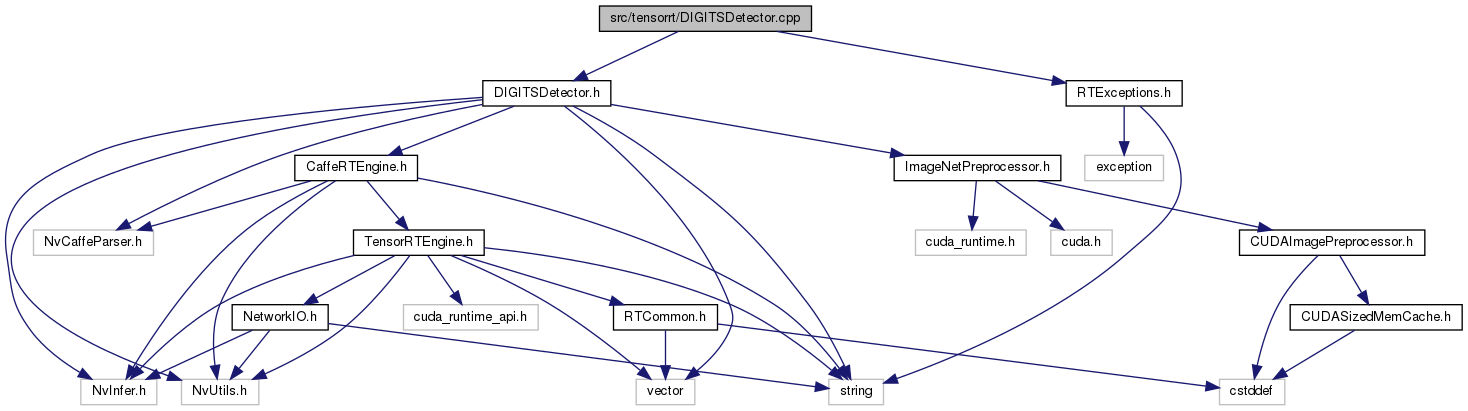 src/tensorrt/DIGITSDetector.cpp
DIGITSDetector.h
RTExceptions.h
CaffeRTEngine.h
ImageNetPreprocessor.h
exception
NvCaffeParser.h
TensorRTEngine.h
cuda_runtime.h
cuda.h
CUDAImagePreprocessor.h
NetworkIO.h
cuda_runtime_api.h
RTCommon.h
CUDASizedMemCache.h
NvInfer.h
NvUtils.h
vector
string
cstddef